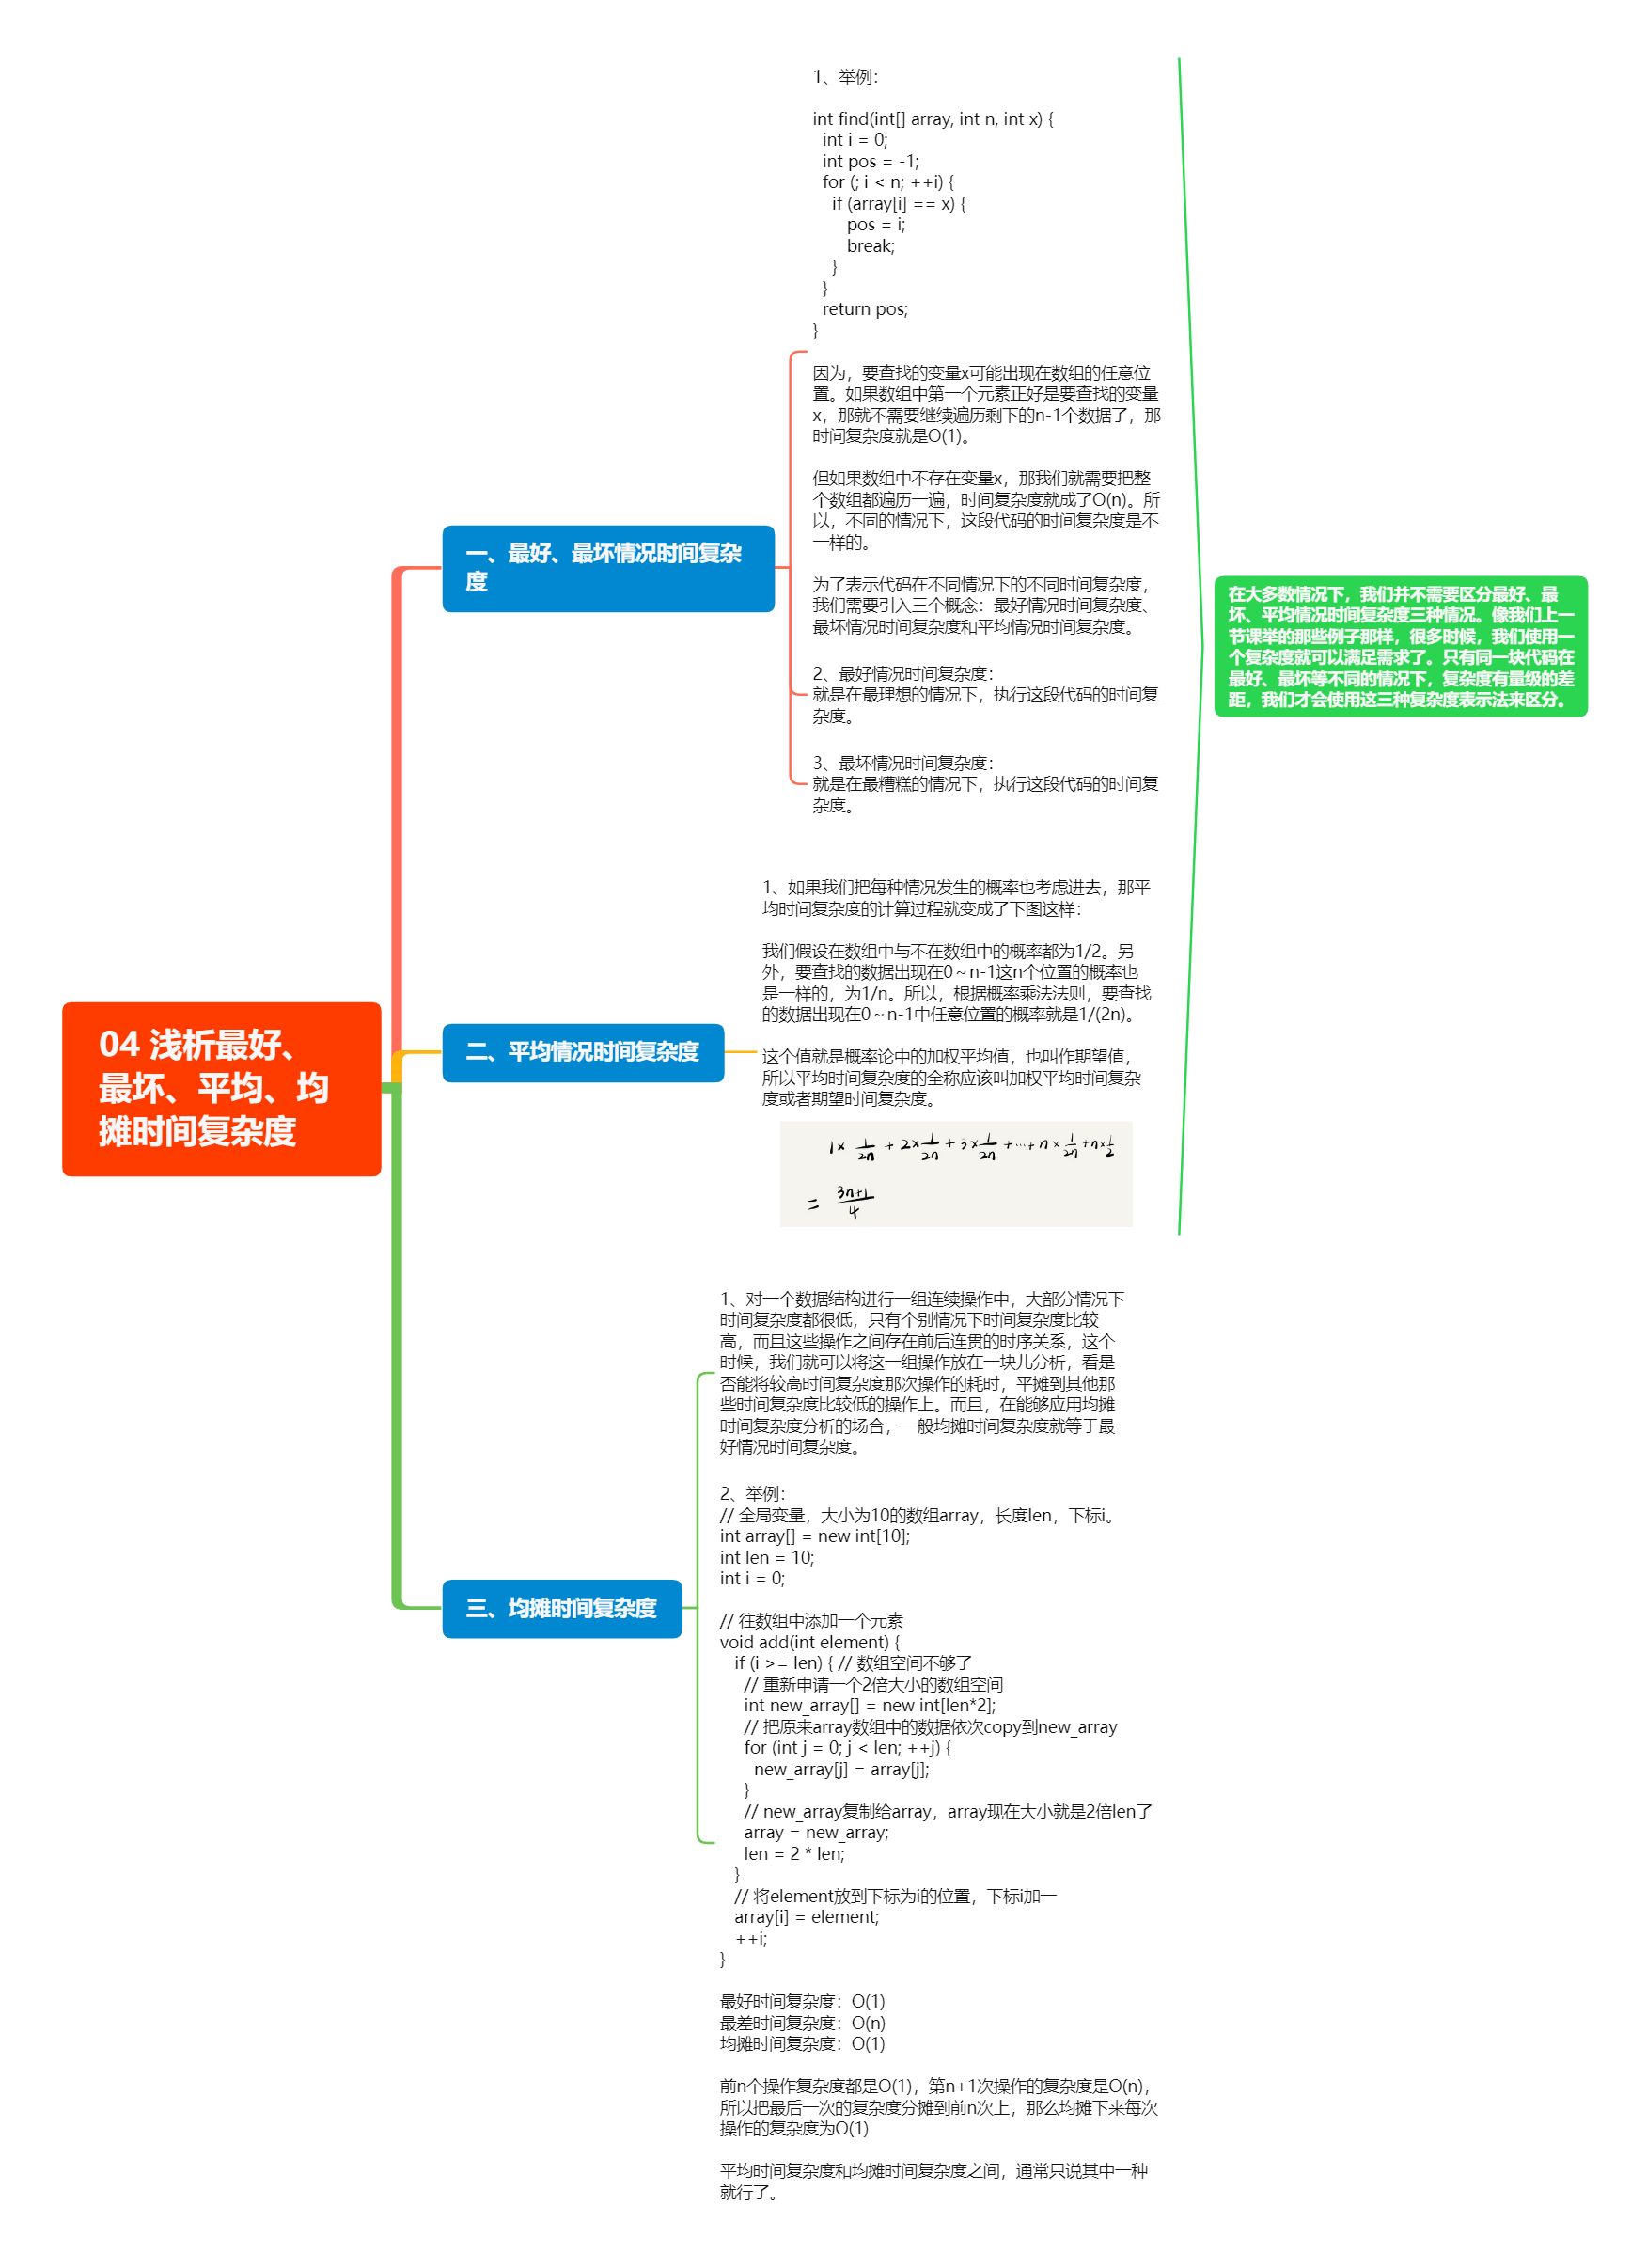 04 浅析最好、
最坏、平均、均
摊时间复杂度
一、最好、最坏情况时间复杂
度
1、举例：
int find(int[] array, int n, int x) {
int i = 0;
int pos = -1;
for (; i < n; ++i) {
if (array[i] == x) {
pos = i;
break;
}
}
return pos;
}
因为，要查找的变量x可能出现在数组的任意位
置。如果数组中第一个元素正好是要查找的变量
x，那就不需要继续遍历剩下的n-1个数据了，那
时间复杂度就是O(1)。
但如果数组中不存在变量x，那我们就需要把整
个数组都遍历一遍，时间复杂度就成了O(n)。所
以，不同的情况下，这段代码的时间复杂度是不
一样的。
为了表示代码在不同情况下的不同时间复杂度，
我们需要引入三个概念：最好情况时间复杂度、
最坏情况时间复杂度和平均情况时间复杂度。
2、最好情况时间复杂度：
就是在最理想的情况下，执行这段代码的时间复
杂度。
3、最坏情况时间复杂度：
就是在最糟糕的情况下，执行这段代码的时间复
杂度。
在大多数情况下，我们并不需要区分最好、最
坏、平均情况时间复杂度三种情况。像我们上一
节课举的那些例子那样，很多时候，我们使用一
个复杂度就可以满足需求了。只有同一块代码在
最好、最坏等不同的情况下，复杂度有量级的差
距，我们才会使用这三种复杂度表示法来区分。
二、平均情况时间复杂度
1、如果我们把每种情况发生的概率也考虑进去，那平
均时间复杂度的计算过程就变成了下图这样：
我们假设在数组中与不在数组中的概率都为1/2。另
外，要查找的数据出现在0～n-1这n个位置的概率也
是一样的，为1/n。所以，根据概率乘法法则，要查找
的数据出现在0～n-1中任意位置的概率就是1/(2n)。
这个值就是概率论中的加权平均值，也叫作期望值，
所以平均时间复杂度的全称应该叫加权平均时间复杂
度或者期望时间复杂度。
1×1/2n + 2×1/2n + 3×1/2n + ··· + n×1/2n + n×1/2
= 3n+1/4
三、均摊时间复杂度
1、对一个数据结构进行一组连续操作中，大部分情况下
时间复杂度都很低，只有个别情况下时间复杂度比较
高，而且这些操作之间存在前后连贯的时序关系，这个
时候，我们就可以将这一组操作放在一块儿分析，看是
否能将较高时间复杂度那次操作的耗时，平摊到其他那
些时间复杂度比较低的操作上。而且，在能够应用均摊
时间复杂度分析的场合，一般均摊时间复杂度就等于最
好情况时间复杂度。
2、举例：
// 全局变量，大小为10的数组array，长度len，下标i。
int array[] = new int[10];
int len = 10;
int i = 0;
// 往数组中添加一个元素
void add(int element) {
if (i >= len) { // 数组空间不够了
// 重新申请一个2倍大小的数组空间
int new_array[] = new int[len*2];
// 把原来array数组中的数据依次copy到new_array
for (int j = 0; j < len; ++j) {
new_array[j] = array[j];
}
// new_array复制给array，array现在大小就是2倍len了
array = new_array;
len = 2 * len;
}
// 将element放到下标为i的位置，下标i加一
array[i] = element;
++i;
}
最好时间复杂度：O(1)
最差时间复杂度：O(n)
均摊时间复杂度：O(1)
前n个操作复杂度都是O(1)，第n+1次操作的复杂度是O(n)，
所以把最后一次的复杂度分摊到前n次上，那么均摊下来每次
操作的复杂度为O(1)
平均时间复杂度和均摊时间复杂度之间，通常只说其中一种
就行了。